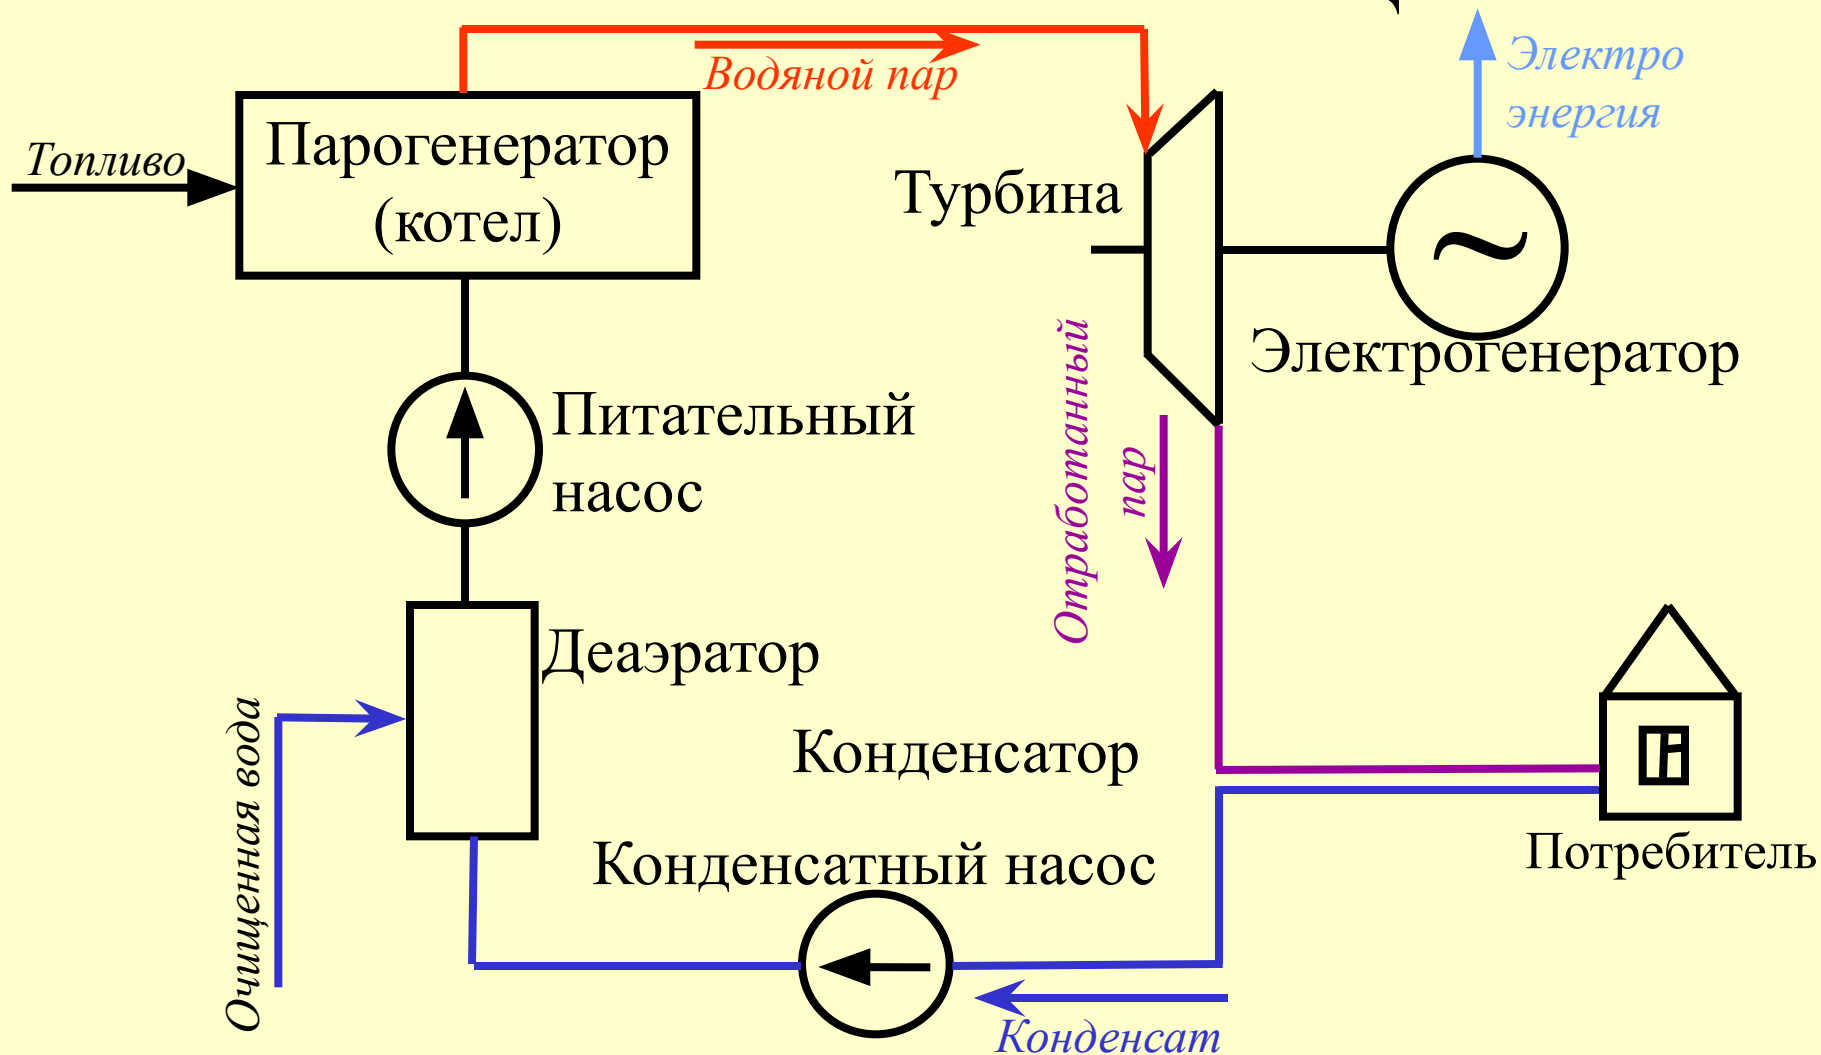 Водяной пар
Электро
энергия
Топливо
Парогенератор
(котел)
Турбина
~
Электрогенератор
Отработанный
пар
Питательный
насос
Деаэратор
Очищенная вода
Конденсатор
Потребитель
Конденсатный насос
Конденсат